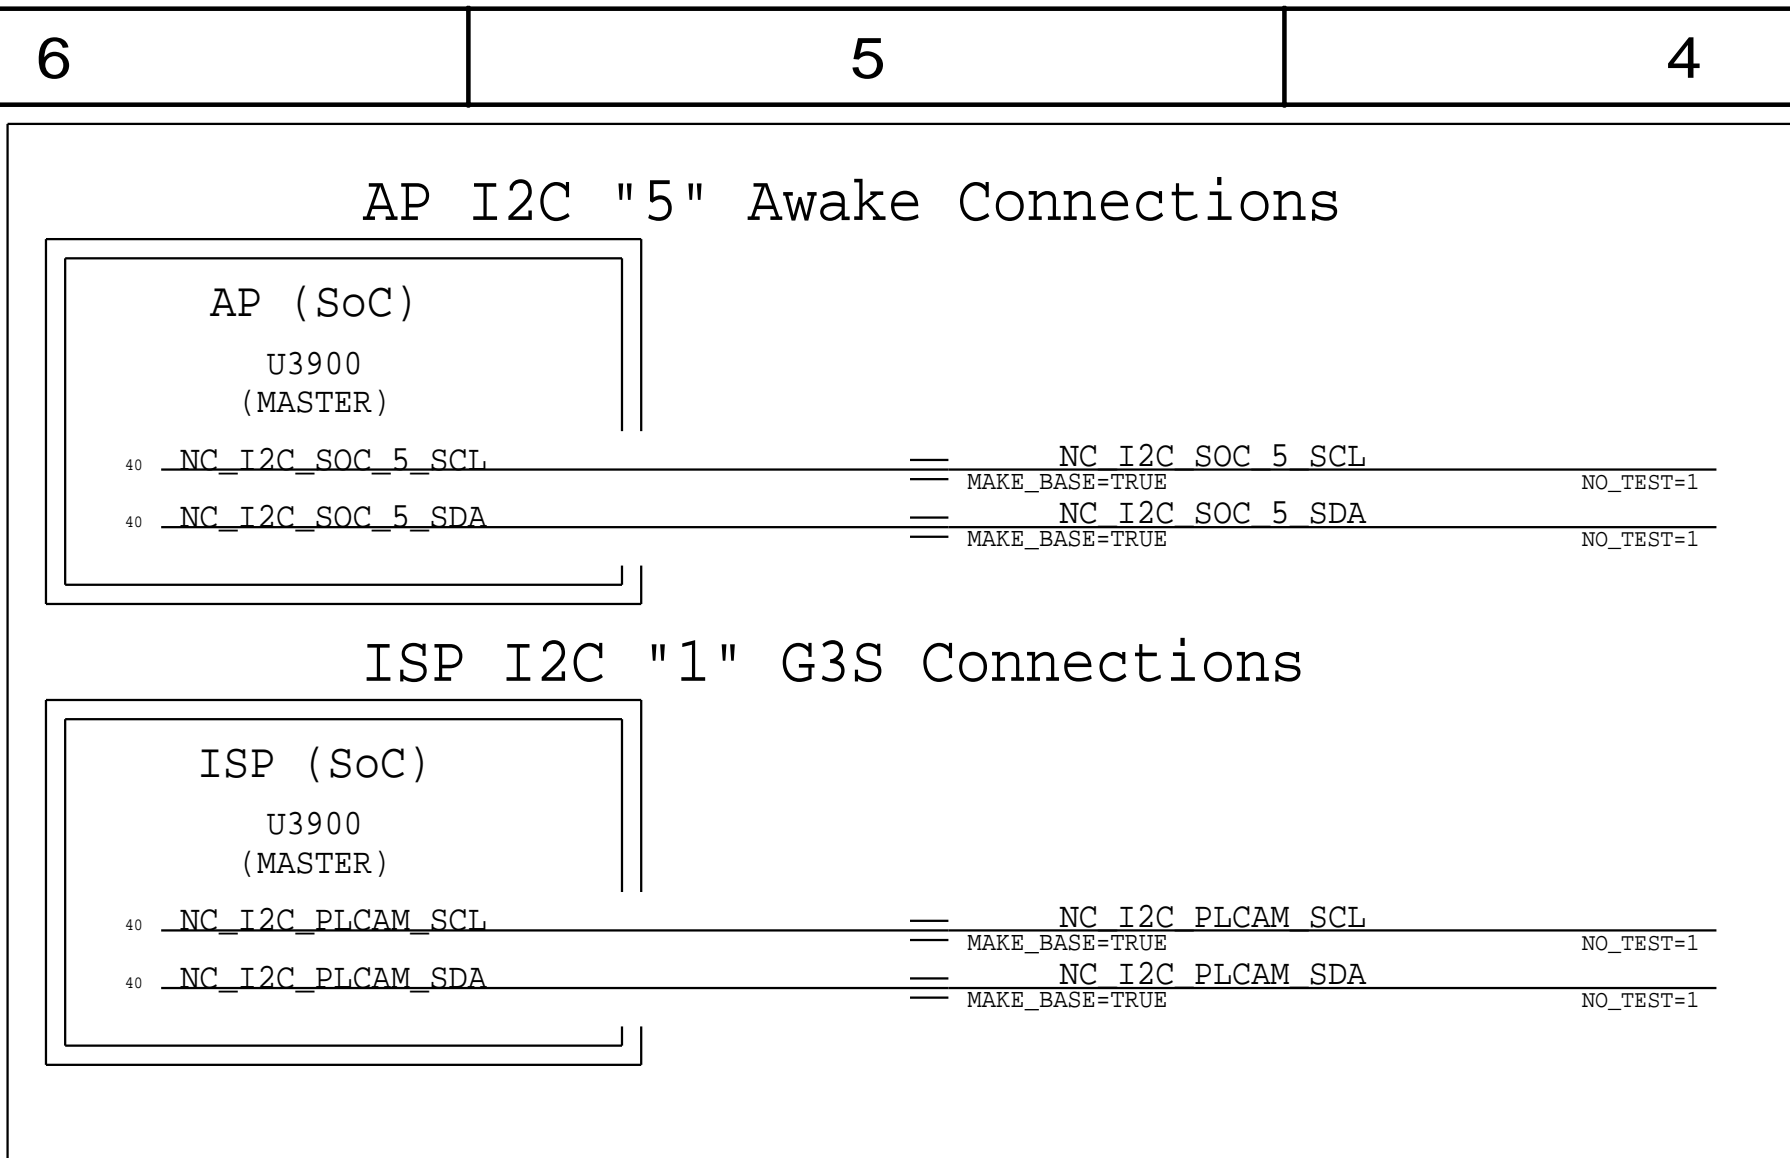 6 5 4
AP I2C "5" Awake Connections
AP (SoC)
U3900
(MASTER)
40 NC_I2C_SOC_5_SCL NC_I2C_SOC_5_SCL
MAKE_BASE=TRUE NO_TEST=1
40 NC_I2C_SOC_5_SDA NC_I2C_SOC_5_SDA
MAKE_BASE=TRUE NO_TEST=1
ISP I2C "1" G3S Connections
ISP (SoC)
U3900
(MASTER)
40 NC_I2C_PLCAM_SCL NC_I2C_PLCAM_SCL
MAKE_BASE=TRUE NO_TEST=1
40 NC_I2C_PLCAM_SDA NC_I2C_PLCAM_SDA
MAKE_BASE=TRUE NO_TEST=1